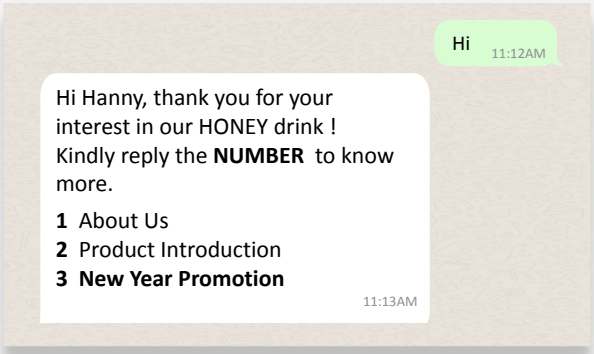 Hi
11:12AM
Hi Hanny, thank you for your
interest in our HONEY drink !
Kindly reply the NUMBER to know
more.
1 About Us
2 Product Introduction
3 New Year Promotion
11:13AM